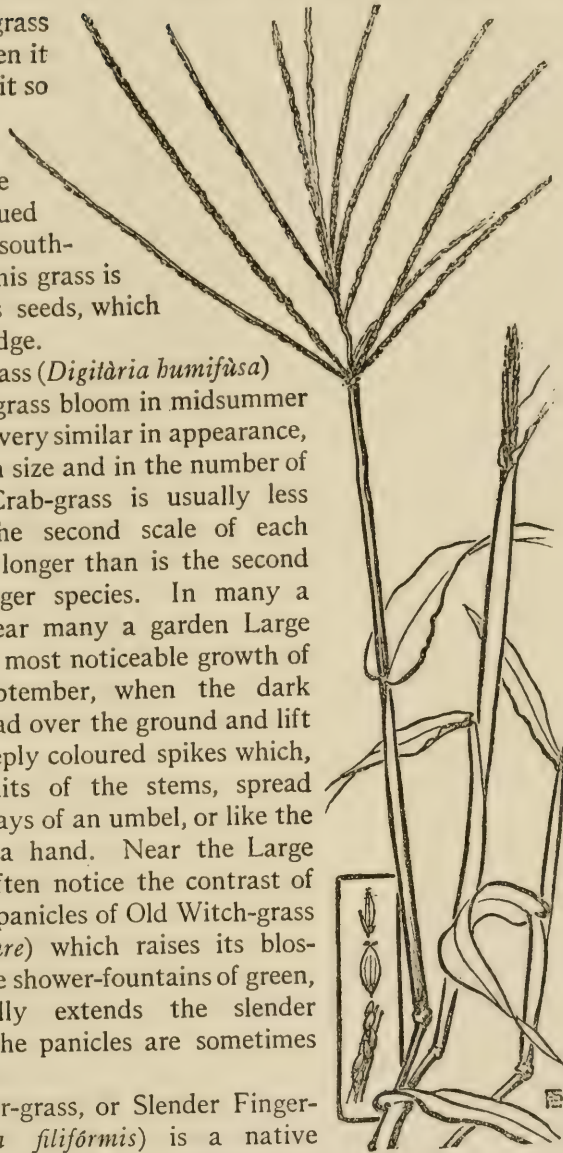 grass
en it
it so
e
ued
south-
his grass is
s seeds, which
dge.
ass (Digitària humifùsa)
grass bloom in midsummer
very similar in appearance,
n size and in the number of
Crab-grass is usually less
he second scale of each
longer than is the second
ger species. In many a
ear many a garden Large
most noticeable growth of
ptember, when the dark
ad over the ground and lift
eply coloured spikes which,
its of the stems, spread
ays of an umbel, or like the
a hand. Near the Large
ften notice the contrast of
panicles of Old Witch-grass
are) which raises its blos-
e shower-fountains of green,
lly extends the slender
he panicles are sometimes
r-grass, or Slender Finger-
a filifórmis) is a native